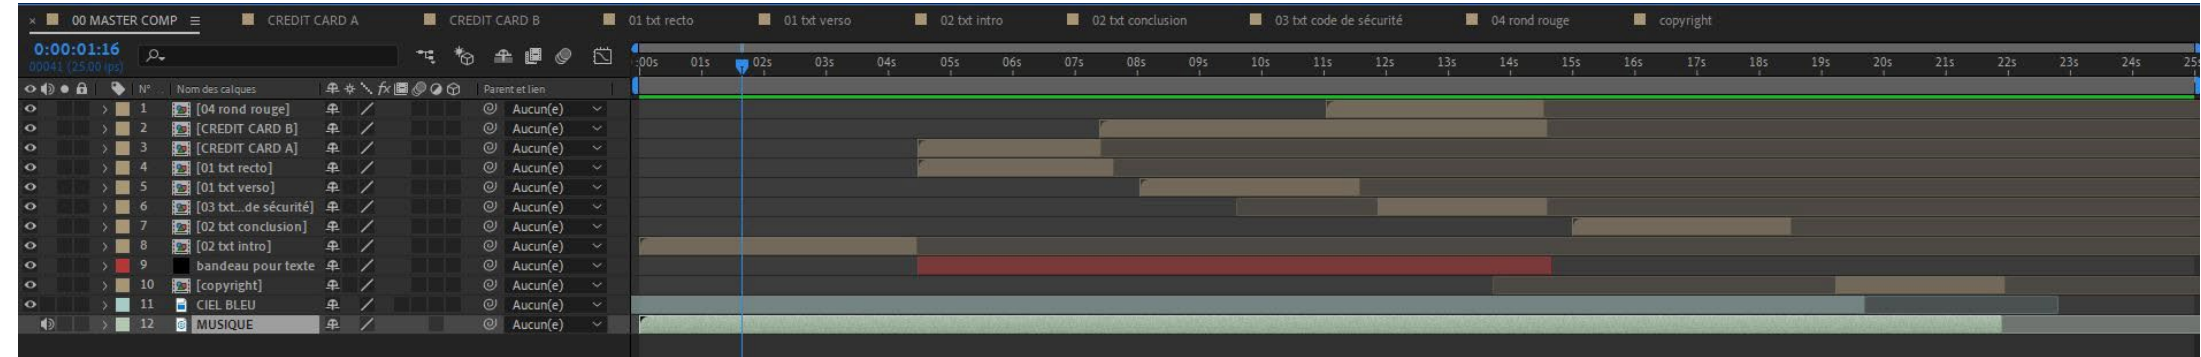 × 00 MASTER COMP ≡ CREDIT CARD A CREDIT CARD B 01 txt recto 01 txt verso 02 txt intro 02 txt conclusion 03 txt code de sécurité 04 rond rouge copyright
0:00:01:16
00041 (25.00 ips)
:00s 01s 02s 03s 04s 05s 06s 07s 08s 09s 10s 11s 12s 13s 14s 15s 16s 17s 18s 19s 20s 21s 22s 23s 24s 25s
N° Nom des calques fx Parent et lien
1 [04 rond rouge] Aucun(e)
2 [CREDIT CARD B] Aucun(e)
3 [CREDIT CARD A] Aucun(e)
4 [01 txt recto] Aucun(e)
5 [01 txt verso] Aucun(e)
6 [03 txt...de sécurité] Aucun(e)
7 [02 txt conclusion] Aucun(e)
8 [02 txt intro] Aucun(e)
9 bandeau pour texte Aucun(e)
10 [copyright] Aucun(e)
11 CIEL BLEU Aucun(e)
12 MUSIQUE Aucun(e)